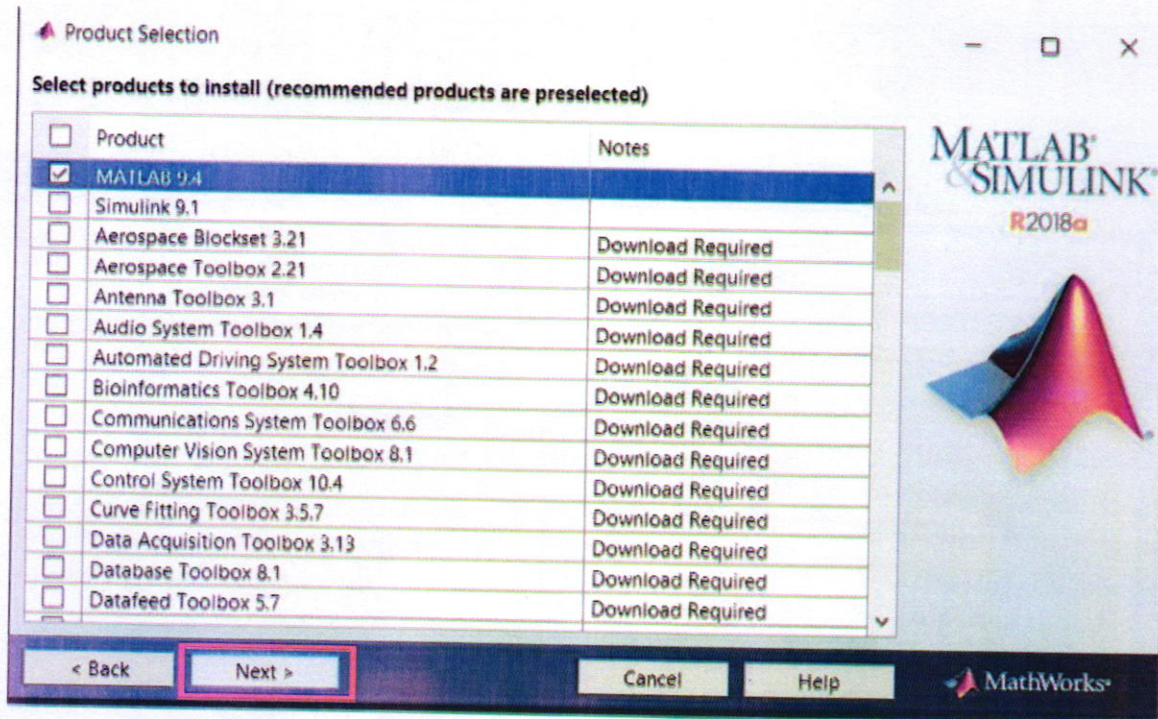 Product Selection
Select products to install (recommended products are preselected)
Product Notes
MATLAB 9.4
Simulink 9.1
Aerospace Blockset 3.21 Download Required
Aerospace Toolbox 2.21 Download Required
Antenna Toolbox 3.1 Download Required
Audio System Toolbox 1.4 Download Required
Automated Driving System Toolbox 1.2 Download Required
Bioinformatics Toolbox 4.10 Download Required
Communications System Toolbox 6.6 Download Required
Computer Vision System Toolbox 8.1 Download Required
Control System Toolbox 10.4 Download Required
Curve Fitting Toolbox 3.5.7 Download Required
Data Acquisition Toolbox 3.13 Download Required
Database Toolbox 8.1 Download Required
Datafeed Toolbox 5.7 Download Required
MATLAB®
&SIMULINK®
R2018a
< Back Next > Cancel Help MathWorks®